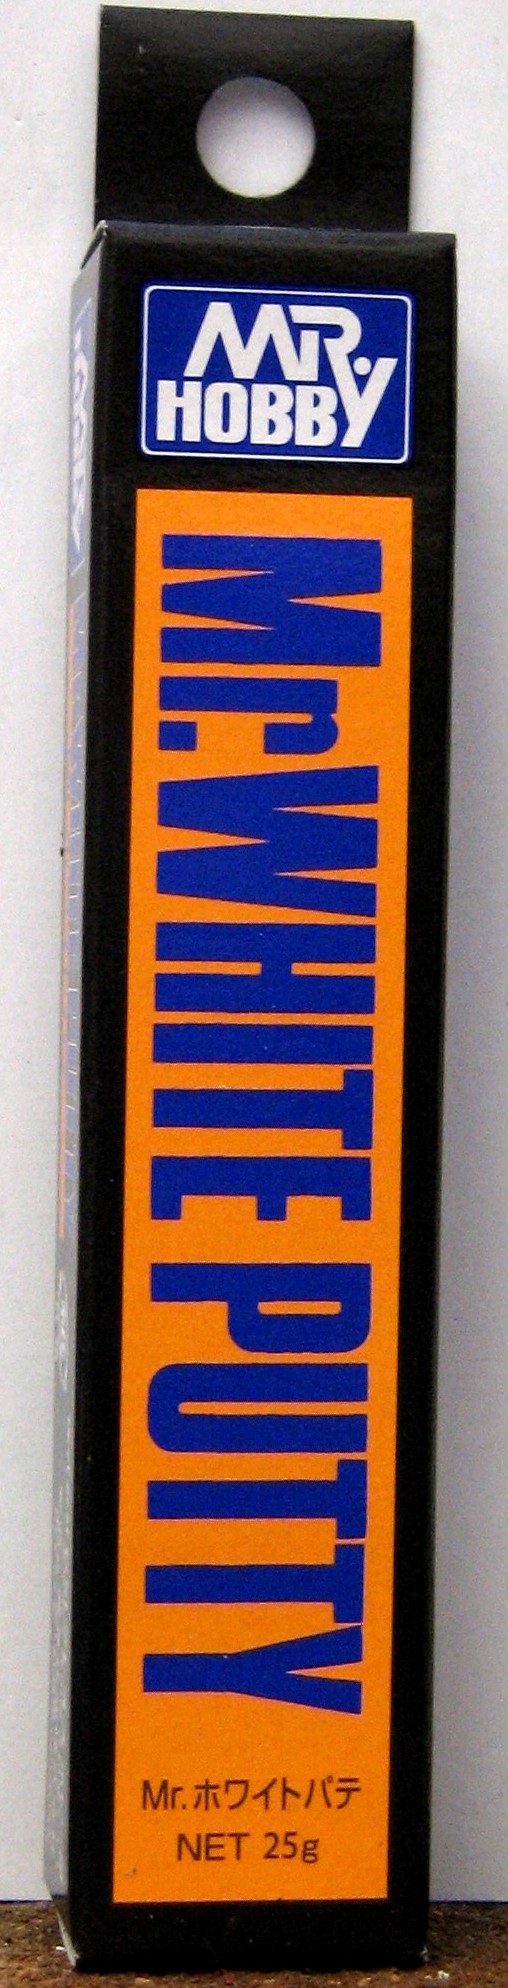 MR
HOBBY
Mr.WHITE PUTTY
Mr.ホワイトパテ
NET 25g